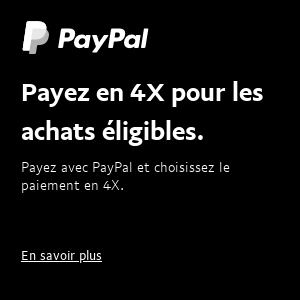 PayPal
Payez en 4X pour les
achats éligibles.
Payez avec PayPal et choisissez le
paiement en 4X.
En savoir plus